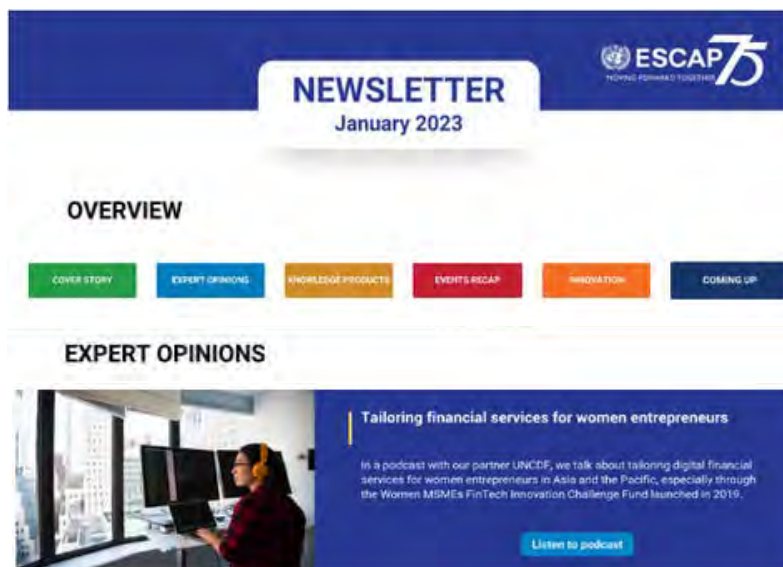 ESCAP 75
MOVING FORWARD TOGETHER
NEWSLETTER
January 2023
OVERVIEW
COVER STORY
EXPERT OPINIONS
KNOWLEDGE PRODUCTS
EVENTS RECAP
INNOVATION
COMING UP
EXPERT OPINIONS
Tailoring financial services for women entrepreneurs
In a podcast with our partner UNCDF, we talk about tailoring digital financial
services for women entrepreneurs in Asia and the Pacific, especially through
the Women MSMEs FinTech Innovation Challenge Fund launched in 2019.
Listen to podcast